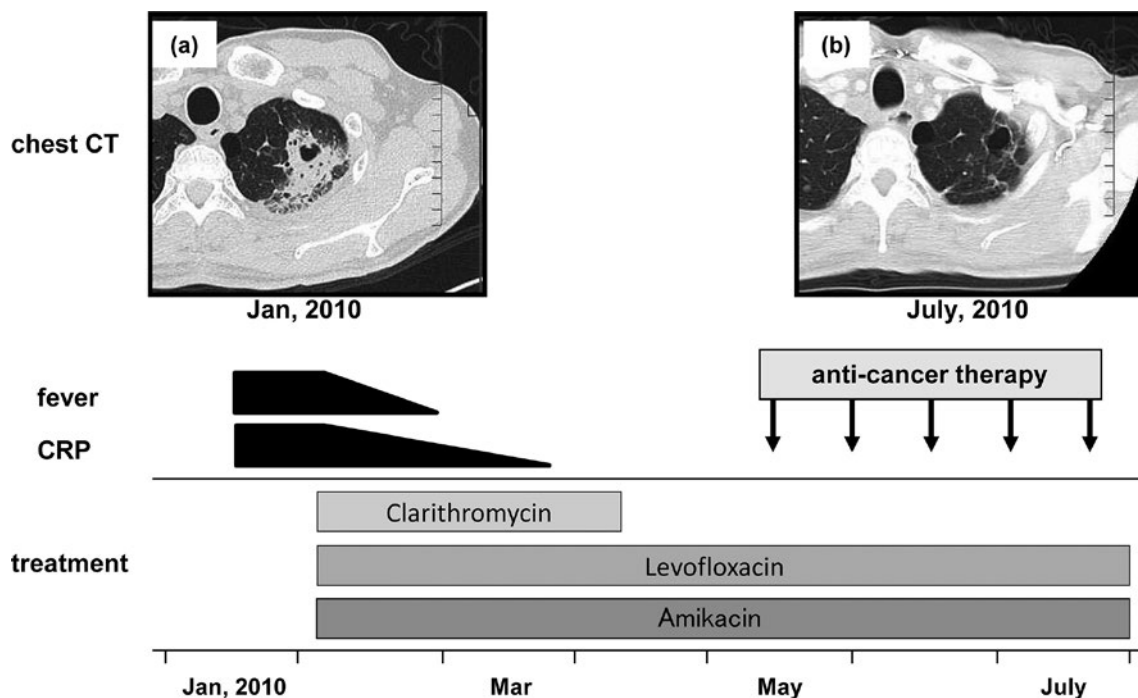 (a)
(b)
chest CT
Jan, 2010
July, 2010
anti-cancer therapy
fever
CRP
Clarithromycin
treatment
Levofloxacin
Amikacin
Jan, 2010
Mar
May
July